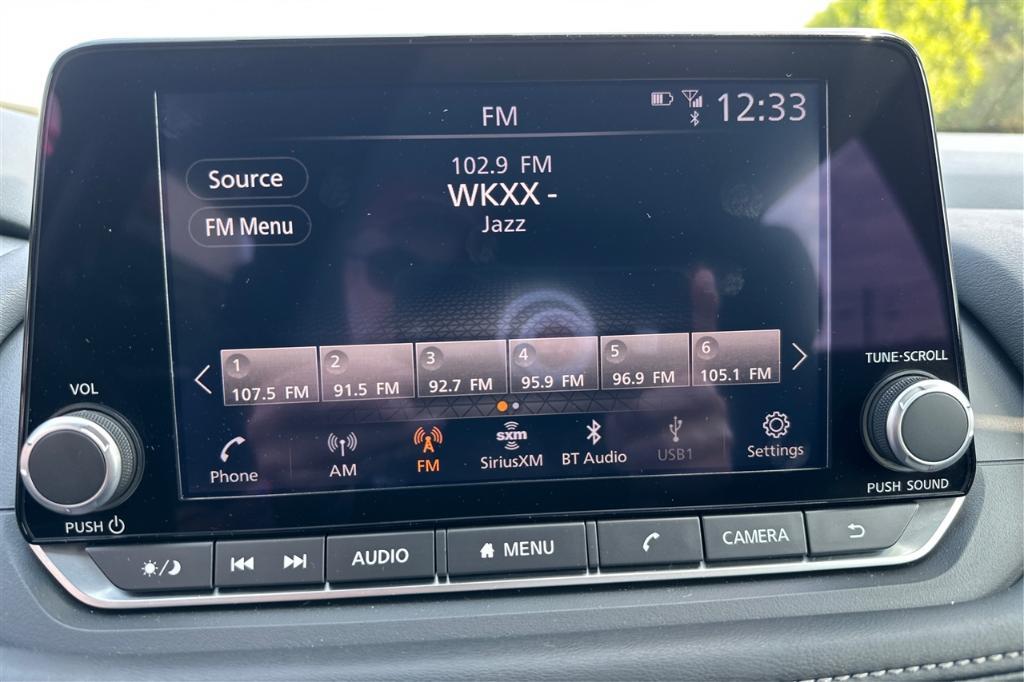 FM
12:33
102.9 FM
WKXX -
Jazz
Source
FM Menu
1
107.5 FM
2
91.5 FM
3
92.7 FM
4
95.9 FM
5
96.9 FM
6
105.1 FM
Phone
AM
FM
sxm
SiriusXM
BT Audio
USB1
Settings
VOL
PUSH
TUNE·SCROLL
PUSH SOUND
AUDIO
MENU
CAMERA